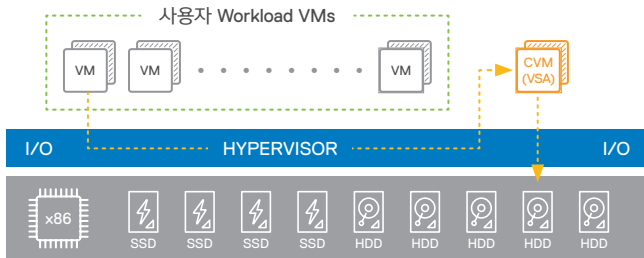 사용자 Workload VMs
VM VM VM CVM
(VSA)
I/O HYPERVISOR I/O
x86
SSD SSD SSD SSD HDD HDD HDD HDD HDD